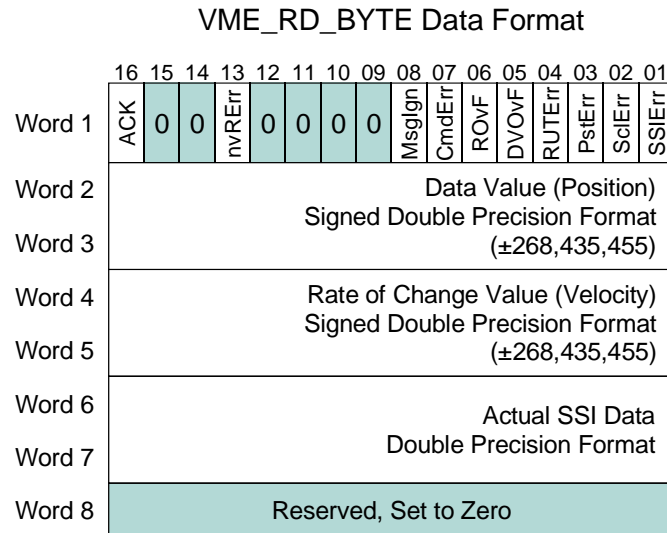 VME_RD_BYTE Data Format
16 15 14 13 12 11 10 09 08 07 06 05 04 03 02 01
Word 1 ACK 0 0 nvRErr 0 0 0 0 MsgIgn CmdErr ROvF DVOvF RUTErr PstErr SclErr SSIErr
Word 2 Data Value (Position)
Signed Double Precision Format
Word 3 (±268,435,455)
Word 4 Rate of Change Value (Velocity)
Signed Double Precision Format
Word 5 (±268,435,455)
Word 6
Actual SSI Data
Double Precision Format
Word 7
Word 8 Reserved, Set to Zero